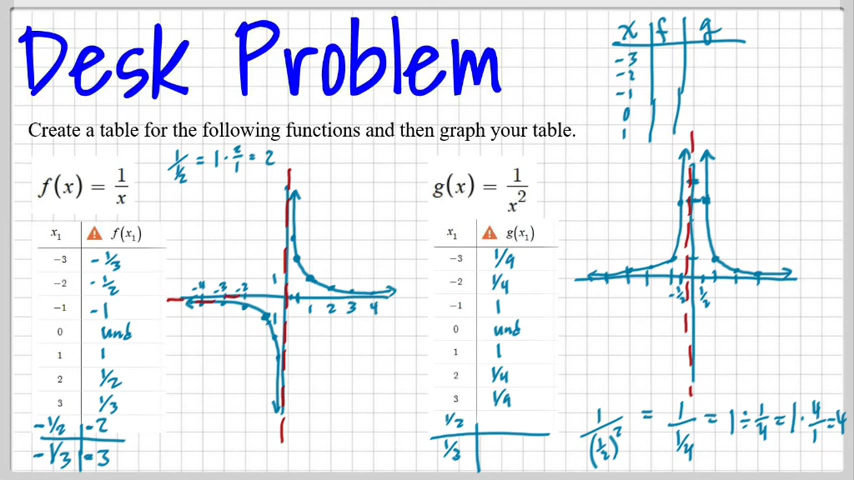 Desk Problem
x f g
-3
-2
-1
0
1
Create a table for the following functions and then graph your table.
1/½ = 1 · 2/1 = 2
f(x) = 1/x
x₁ f(x₁)
-3 -1/3
-2 -1/2
-1 -1
0 und
1 1
2 1/2
3 1/3
-1/2 -2
-1/3 -3
-4 -3 -2 1
1 2 3 4
-1
g(x) = 1/x²
x₁ g(x₁)
-3 1/9
-2 1/4
-1 1
0 und
1 1
2 1/4
3 1/9
1/2
1/3
-½ ½
1/(½)² = 1/¼ = 1 ÷ 1/4 = 1 · 4/1 = 4